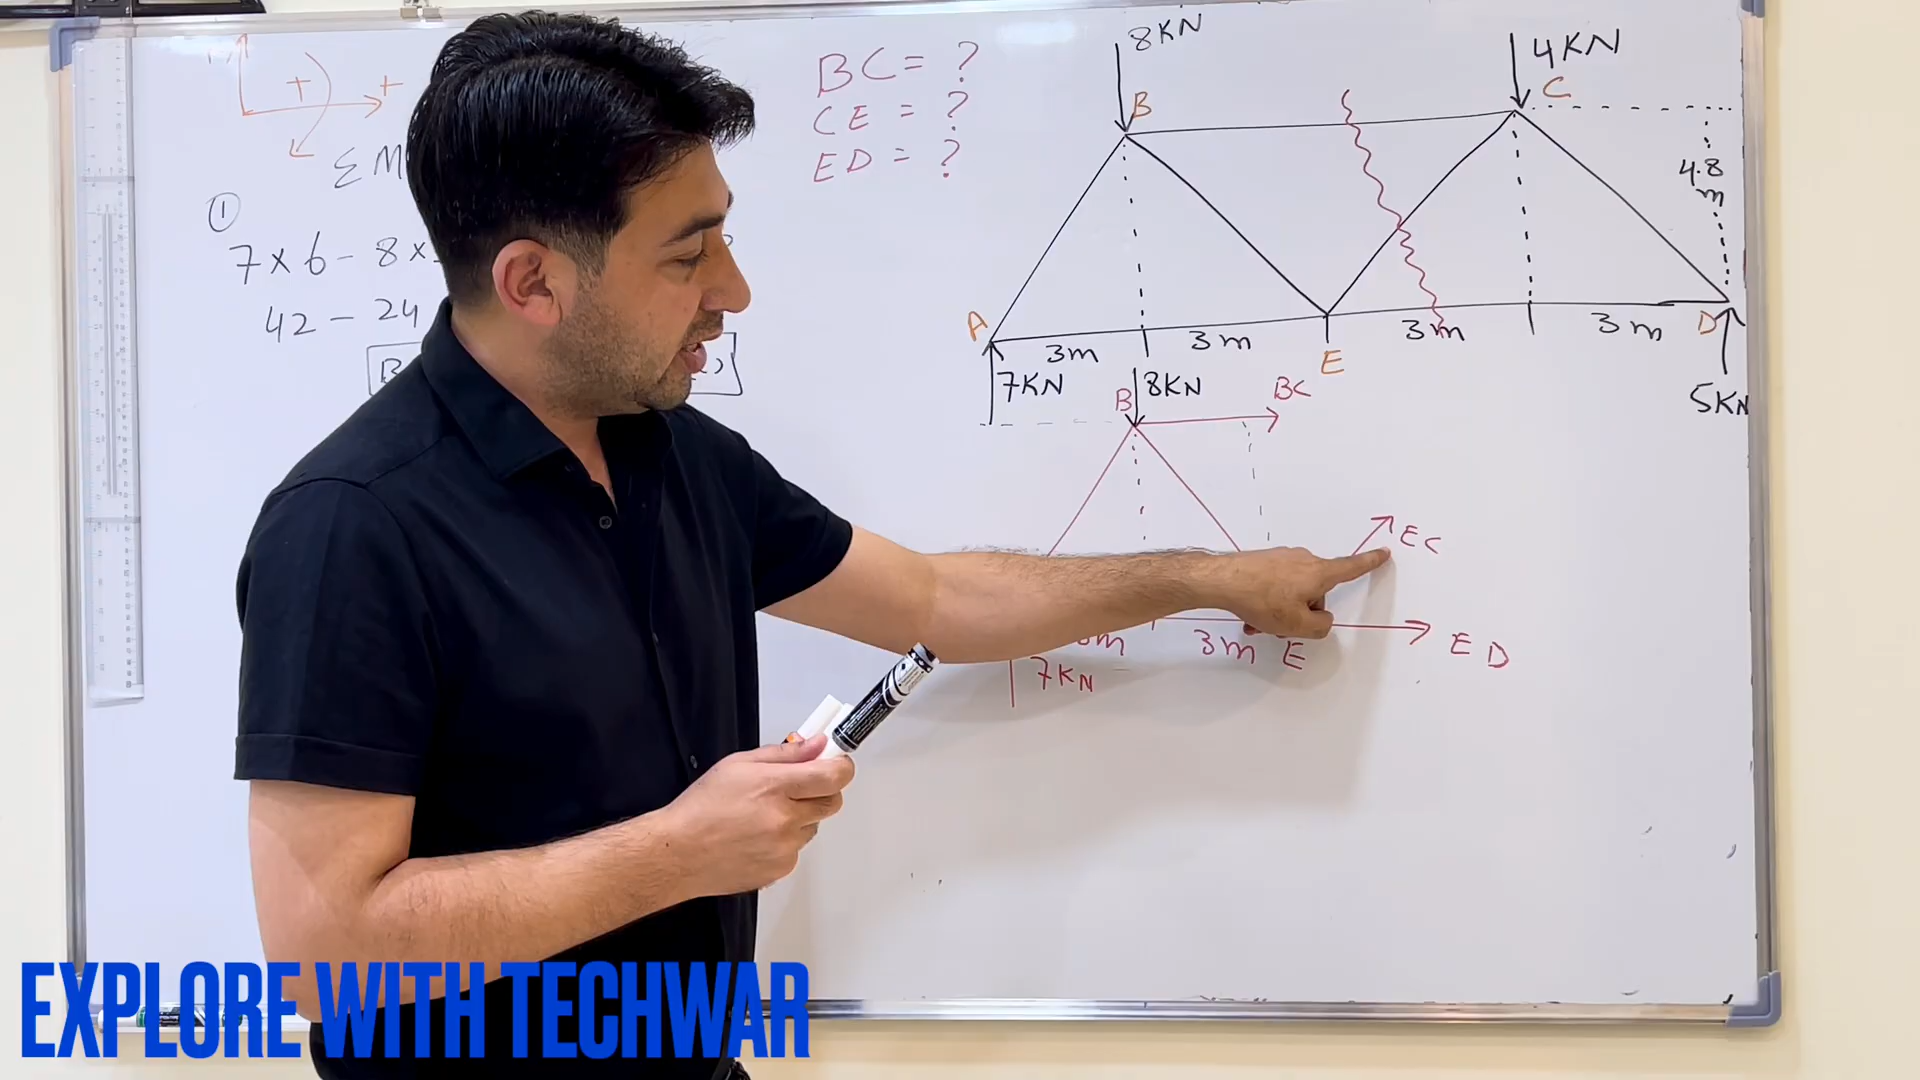 BC = ?
CE = ?
ED = ?
+
+
ΣM
①
7×6 - 8×
42 - 24
B
8KN
4KN
B
C
4.8
m
A
3m
3m
3m
3m
D
E
7KN
5KN
B
8KN
BC
EC
3m
E
ED
7KN
EXPLORE WITH TECHWAR